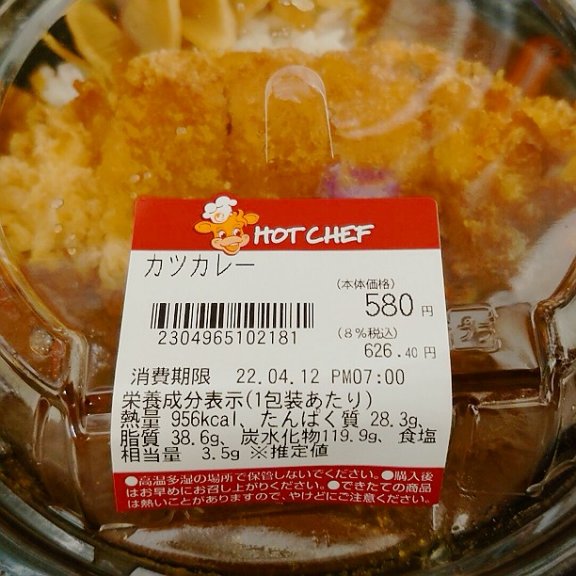 HOT CHEF
カツカレー
(本体価格)
580 円
2304965102181
(8%税込)
626.40円
消費期限 22.04.12 PM07:00
栄養成分表示(1包装あたり)
熱量 956kcal、たんぱく質 28.3g、
脂質 38.6g、炭水化物119.9g、食塩
相当量 3.5g ※推定値
●高温多湿の場所で保管しないでください。●購入後
はお早めにお召し上がりください。●できたての商品
は熱いことがありますので、やけどにご注意ください。